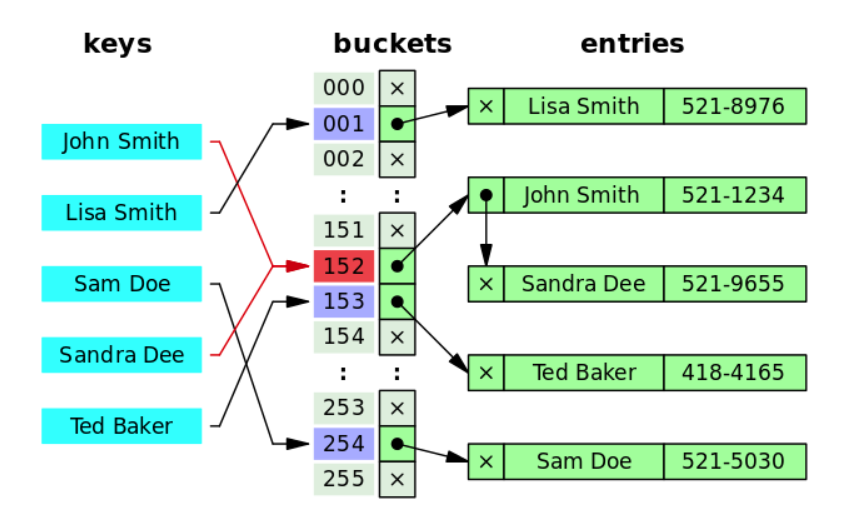 keys buckets entries
000 ×
× Lisa Smith 521-8976
001
John Smith
002 ×
: :
× John Smith 521-1234
Lisa Smith
151 ×
152
Sam Doe
× Sandra Dee 521-9655
153
154 ×
Sandra Dee
: :
× Ted Baker 418-4165
253 ×
Ted Baker
254
× Sam Doe 521-5030
255 ×